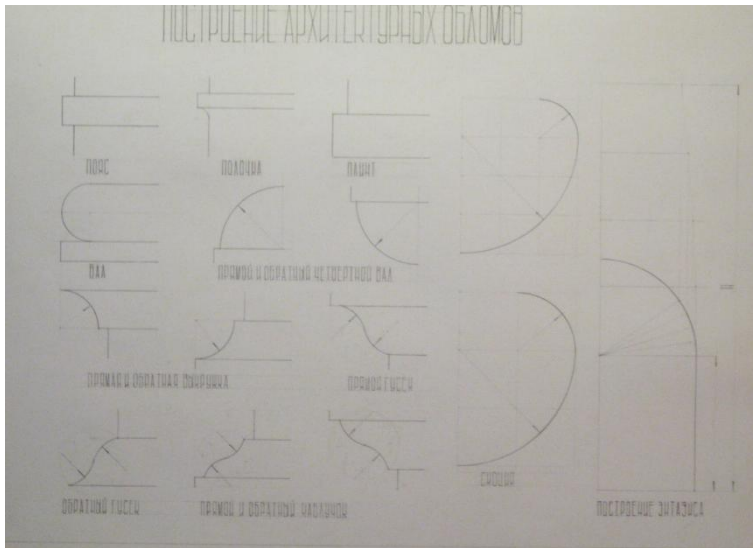 ПОСТРОЕНИЕ АРХИТЕКТУРНЫХ ОБЛОМОВ
ПОЯС
ПОЛОЧКА
ПЛИНТ
ВАЛ
ПРЯМОЙ И ОБРАТНЫЙ ЧЕТВЕРТНОЙ ВАЛ
ПРЯМАЯ И ОБРАТНАЯ ВЫКРУЖКА
ПРЯМОЙ ГУСЕК
ОБРАТНЫЙ ГУСЕК
ПРЯМОЙ И ОБРАТНЫЙ КАБЛУЧОК
СКОЦИЯ
ПОСТРОЕНИЕ ЭНТАЗИСА